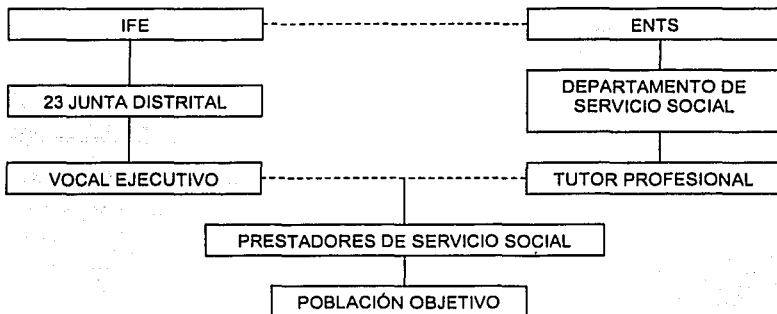 IFE
ENTS
23 JUNTA DISTRITAL
DEPARTAMENTO DE
SERVICIO SOCIAL
VOCAL EJECUTIVO
TUTOR PROFESIONAL
PRESTADORES DE SERVICIO SOCIAL
POBLACIÓN OBJETIVO